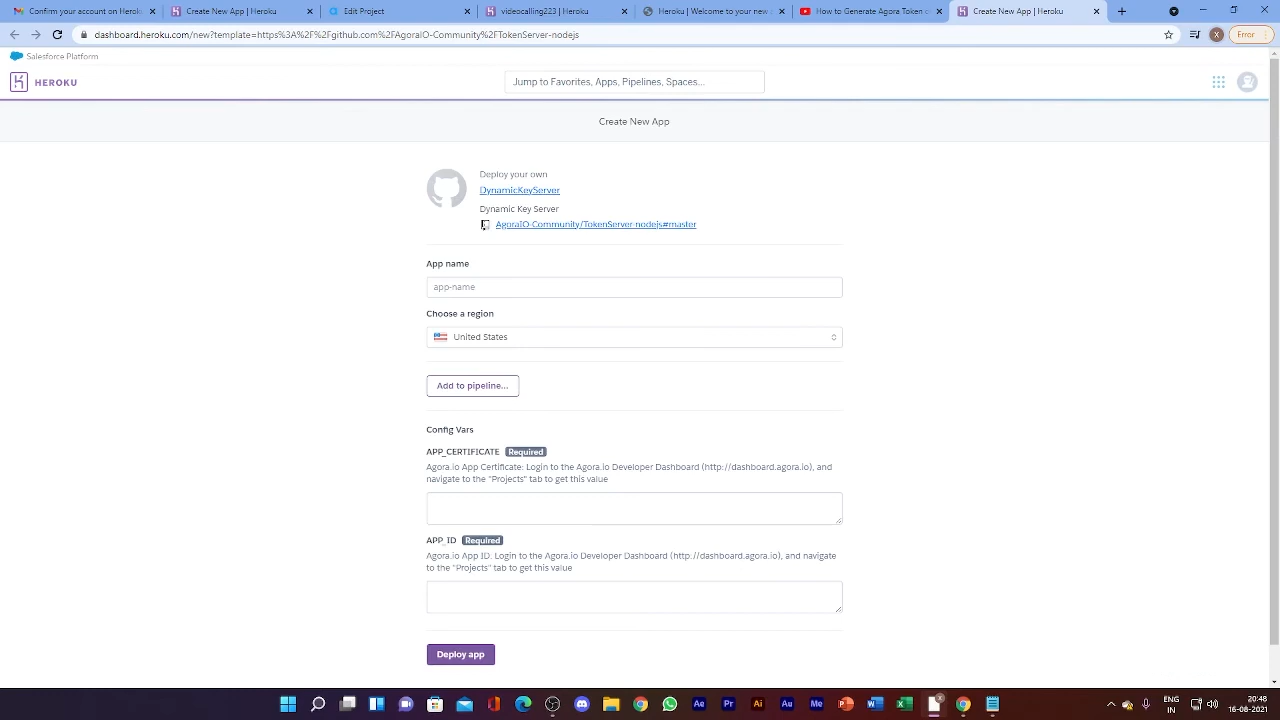 Confirm your account on Heroku
Create New App | Heroku
Edit Project
videocalling223 | Heroku
Heroku | Welcome to your new
How to Generate Agora Token
Create New App | Heroku
dashboard.heroku.com/new?template=https%3A%2F%2Fgithub.com%2FAgoraIO-Community%2FTokenServer-nodejs
X
Error
Salesforce Platform
HEROKU
Jump to Favorites, Apps, Pipelines, Spaces...
Create New App
Deploy your own
DynamicKeyServer
Dynamic Key Server
AgoraIO-Community/TokenServer-nodejs#master
App name
app-name
Choose a region
United States
Add to pipeline...
Config Vars
APP_CERTIFICATE Required
Agora.io App Certificate: Login to the Agora.io Developer Dashboard (http://dashboard.agora.io), and
navigate to the "Projects" tab to get this value
APP_ID Required
Agora.io App ID: Login to the Agora.io Developer Dashboard (http://dashboard.agora.io), and navigate
to the "Projects" tab to get this value
Deploy app
Ae Pr Ai Au Me
ENG
IN
20:48
16-08-2021